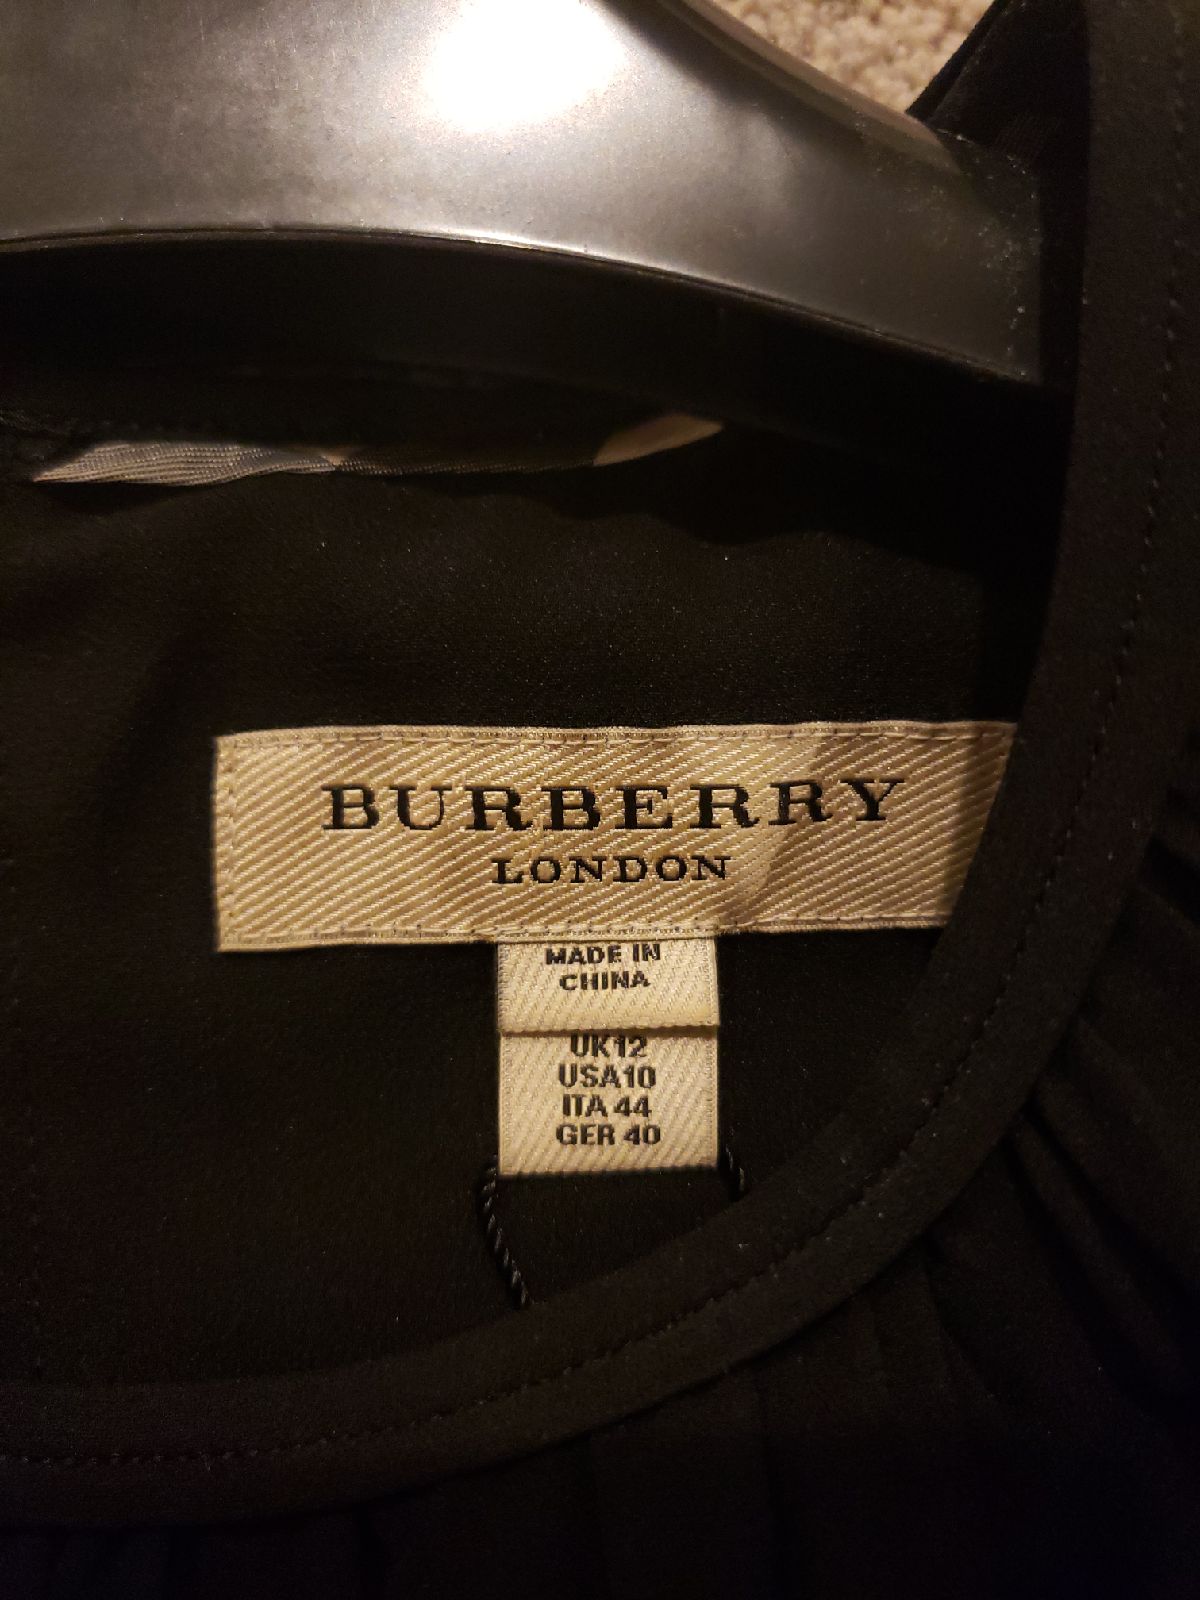 BURBERRY
LONDON
MADE IN
CHINA
UK12
USA10
ITA 44
GER 40